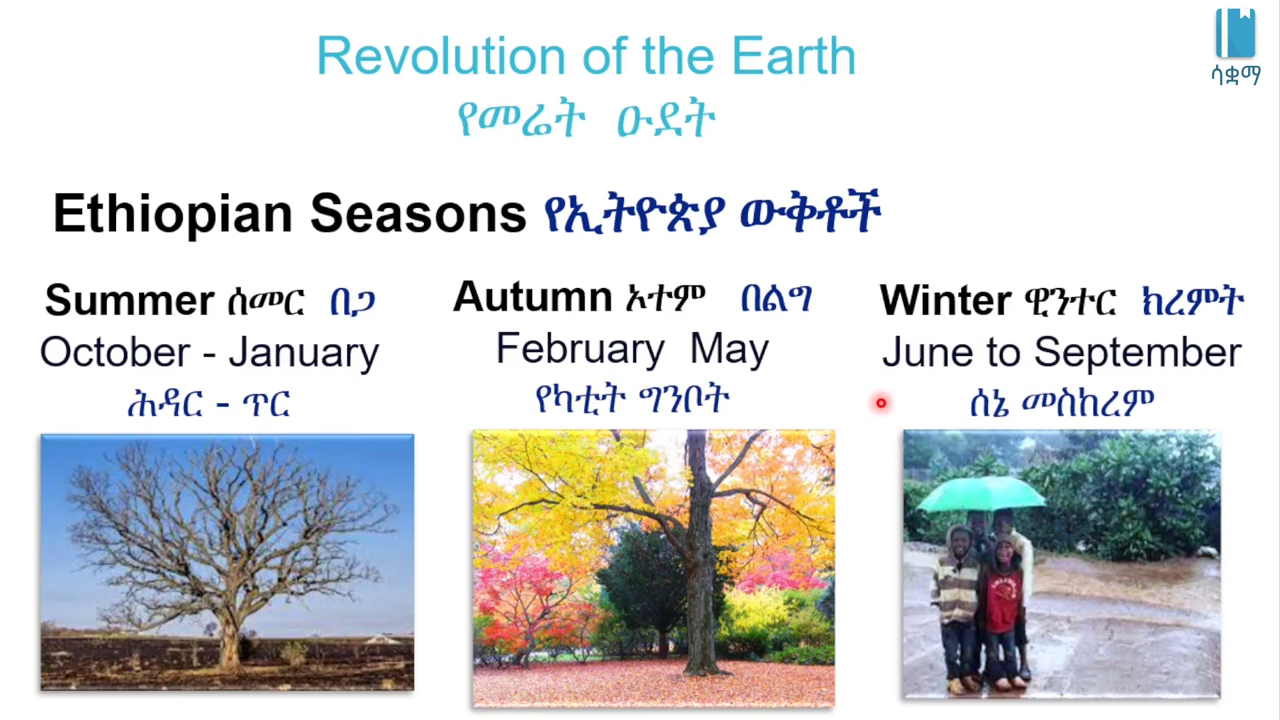 Revolution of the Earth
የመሬት ዑደት
ሳቋማ
Ethiopian Seasons የኢትዮጵያ ውቅቶች
Summer ሰመር በጋ
October - January
ሕዳር - ጥር
Autumn ኦተም በልግ
February May
የካቲት ግንቦት
Winter ዊንተር ክረምት
June to September
ሰኔ መስከረም